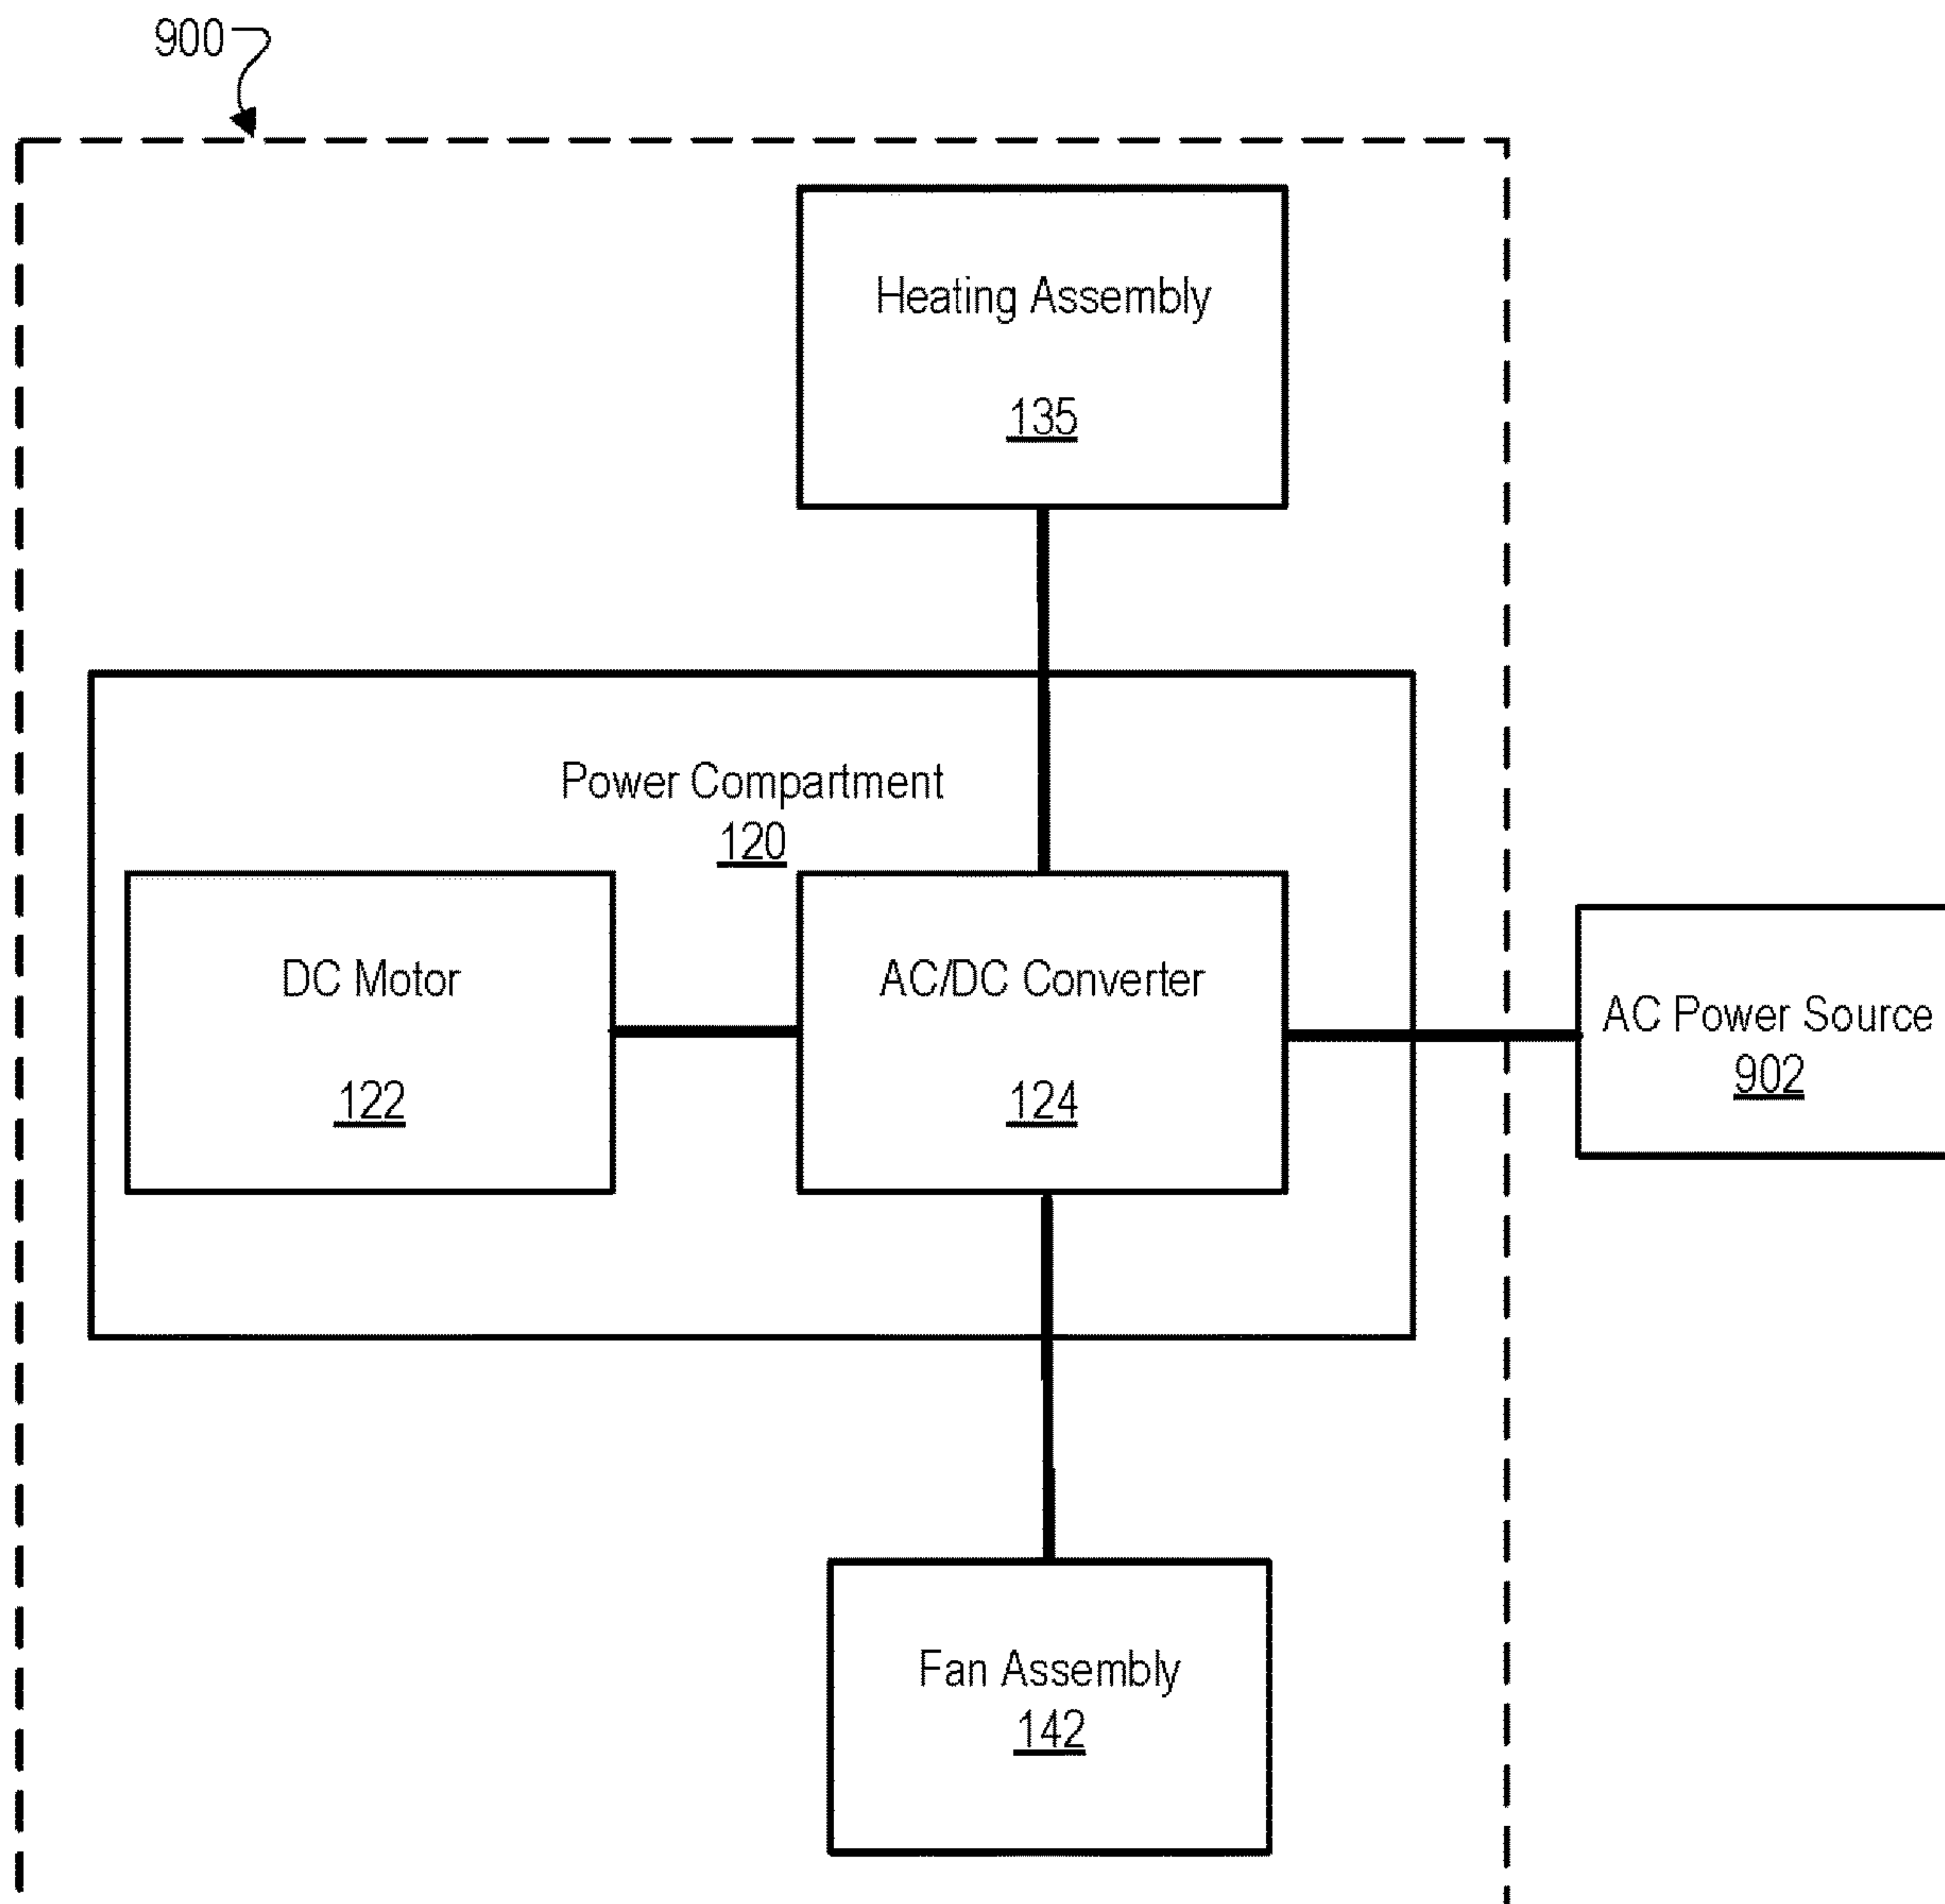 900
Heating Assembly
135
Power Compartment
120
DC Motor
122
AC/DC Converter
124
AC Power Source
902
Fan Assembly
142